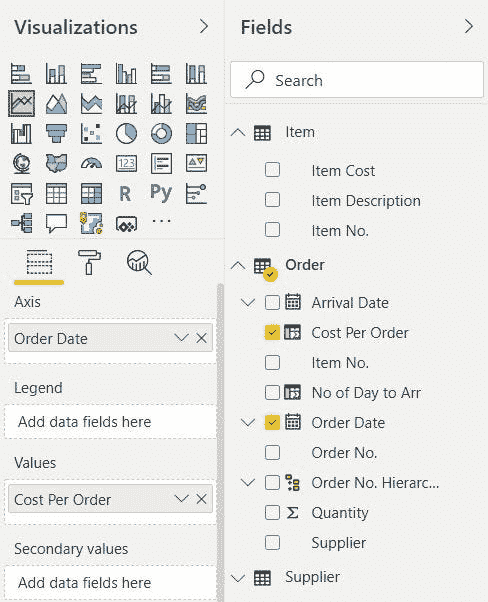 Visualizations
123
R
Py
...
Axis
Order Date
Legend
Add data fields here
Values
Cost Per Order
Secondary values
Add data fields here
Fields
Search
Item
Item Cost
Item Description
Item No.
Order
Arrival Date
Cost Per Order
Item No.
No of Day to Arr
Order Date
Order No.
Order No. Hierarc...
Σ Quantity
Supplier
Supplier